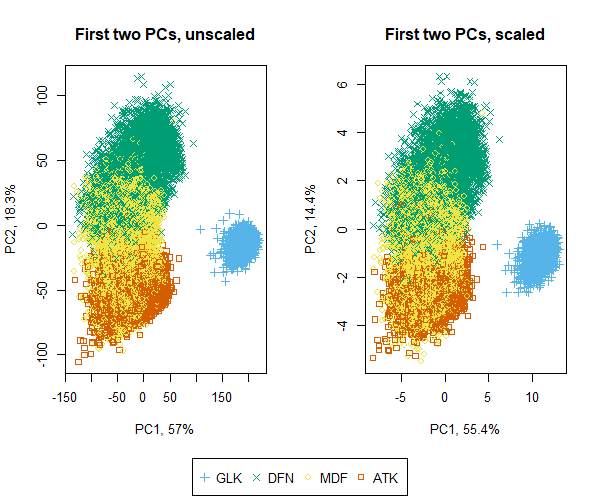 First two PCs, unscaled
100
50
0
-50
-100
PC2, 18.3%
-150
-50
0
50
150
PC1, 57%
First two PCs, scaled
6
4
2
0
-2
-4
PC2, 14.4%
-5
0
5
10
PC1, 55.4%
GLK DFN MDF ATK